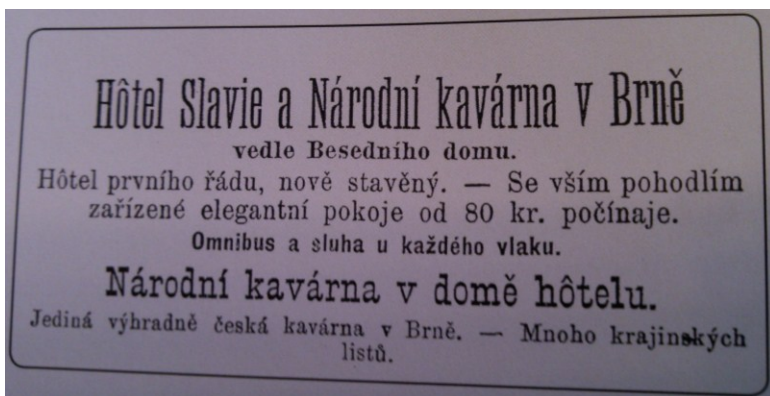 Hôtel Slavie a Národní kavárna v Brně
vedle Besedního domu.
Hôtel prvního řádu, nově stavěný. — Se vším pohodlím
zařízené elegantní pokoje od 80 kr. počínaje.
Omnibus a sluha u každého vlaku.
Národní kavárna v domě hôtelu.
Jediná výhradně česká kavárna v Brně. — Mnoho krajinských
listů.